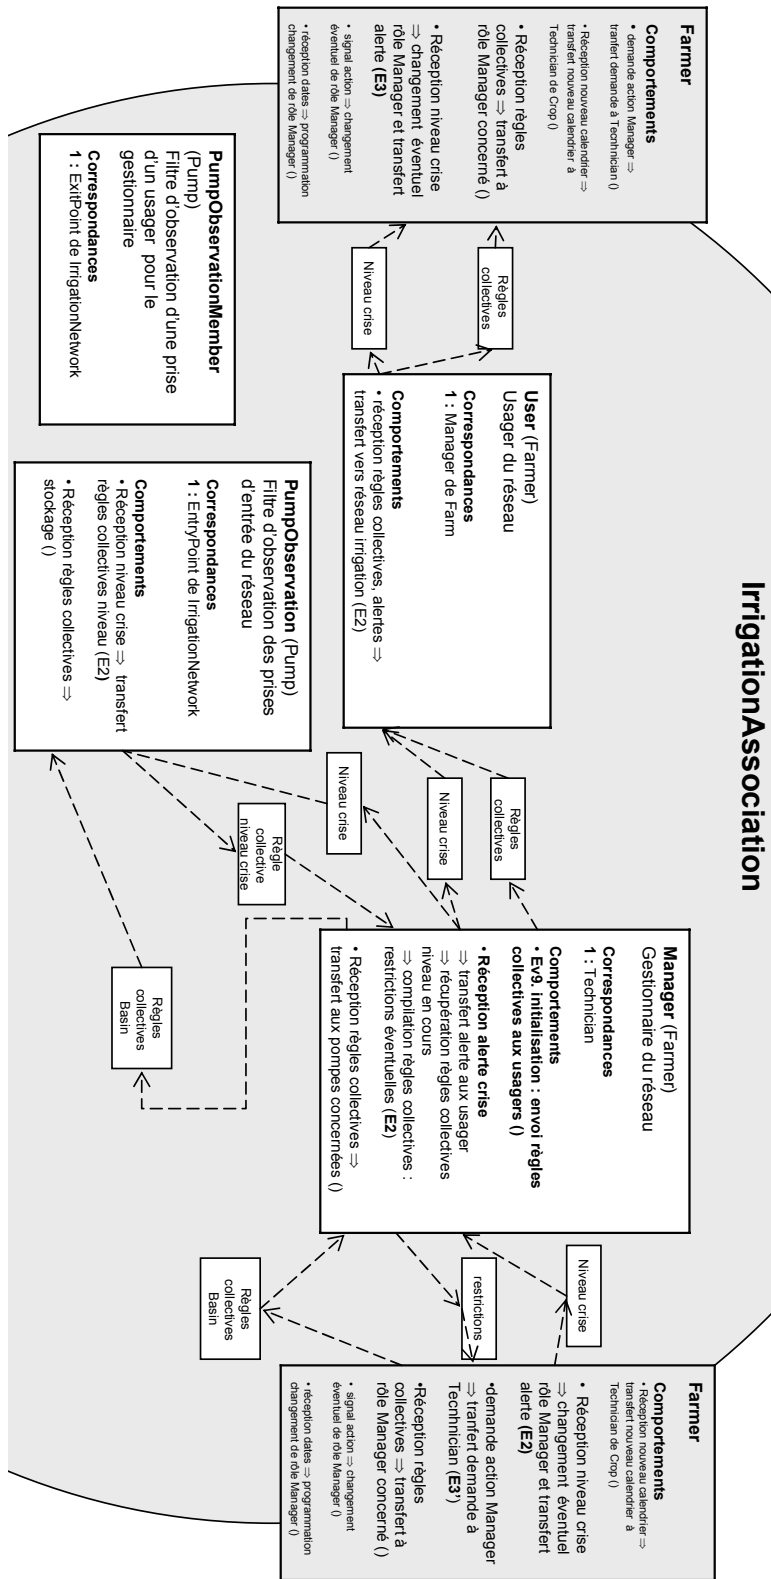 IrrigationAssociation
Farmer
Comportements
• demande action Manager ⇒
tranfert demande à Tecnhnician ()
• Réception nouveau calendrier ⇒
transfert nouveau calendrier à
Technician de Crop ()
• Réception règles
collectives ⇒ transfert à
rôle Manager concerné ()
• Réception niveau crise
⇒ changement éventuel
rôle Manager et transfert
alerte (E3)
• signal action ⇒ changement
éventuel de rôle Manager ()
• réception dates ⇒ programmation
changement de rôle Manager ()
Règles
collectives
Niveau crise
User (Farmer)
Usager du réseau
Correspondances
1 : Manager de Farm
Comportements
• réception règles collectives, alertes ⇒
transfert vers réseau irrigation (E2)
PumpObservationMember
(Pump)
Filtre d'observation d'une prise
d'un usager pour le
gestionnaire
Correspondances
1 : ExitPoint de IrrigationNetwork
PumpObservation (Pump)
Filtre d'observation des prises
d'entrée du réseau
Correspondances
1 : EntryPoint de IrrigationNetwork
Comportements
• Réception niveau crise ⇒ transfert
règles collectives niveau (E2)
• Réception règles collectives ⇒
stockage ()
Règles
collectives
Niveau crise
Niveau crise
Règle
collective
niveau crise
Règles
collectives
Basin
Manager (Farmer)
Gestionnaire du réseau
Correspondances
1 : Technician
Comportements
• Ev9. initialisation : envoi règles
collectives aux usagers ()
• Réception alerte crise
⇒ transfert alerte aux usager
⇒ récupération règles collectives
niveau en cours
⇒ compilation règles collectives :
restrictions éventuelles (E2)
• Réception règles collectives ⇒
transfert aux pompes concernées ()
Niveau crise
restrictions
Règles
collectives
Basin
Farmer
Comportements
• Réception nouveau calendrier ⇒
transfert nouveau calendrier à
Technician de Crop ()
• Réception niveau crise
⇒ changement éventuel
rôle Manager et transfert
alerte (E2)
•demande action Manager
⇒ tranfert demande à
Tecnhnician (E3')
•Réception règles
collectives ⇒ transfert à
rôle Manager concerné ()
• signal action ⇒ changement
éventuel de rôle Manager ()
• réception dates ⇒ programmation
changement de rôle Manager ()